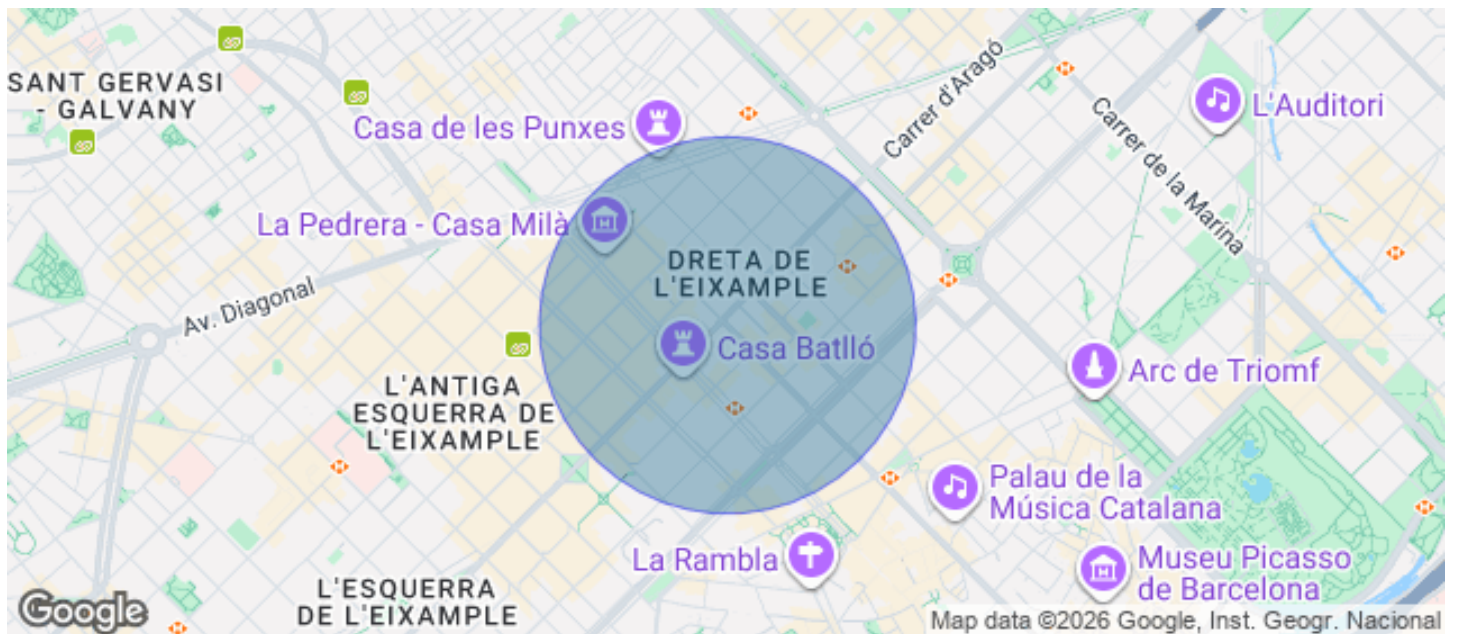 SANT GERVASI
- GALVANY
Casa de les Punxes
Carrer d'Aragó
L'Auditori
Carrer de la Marina
La Pedrera - Casa Milà
DRETA DE
L'EIXAMPLE
Av. Diagonal
Casa Batlló
L'ANTIGA
ESQUERRA DE
L'EIXAMPLE
Arc de Triomf
Palau de la
Música Catalana
La Rambla
Museu Picasso
de Barcelona
L'ESQUERRA
DE L'EIXAMPLE
Google
Map data ©2026 Google, Inst. Geogr. Nacional